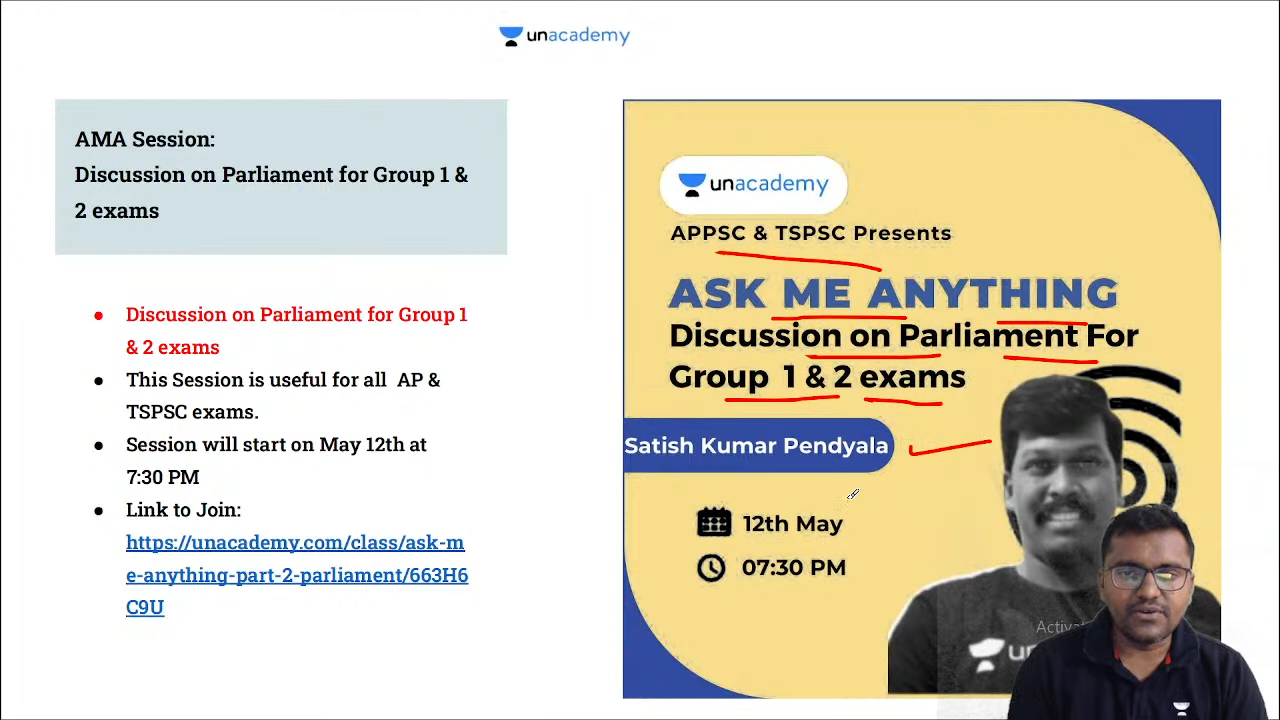 unacademy
AMA Session:
Discussion on Parliament for Group 1 &
2 exams
Discussion on Parliament for Group 1
& 2 exams
This Session is useful for all AP &
TSPSC exams.
Session will start on May 12th at
7:30 PM
Link to Join:
https://unacademy.com/class/ask-m
e-anything-part-2-parliament/663H6
C9U
unacademy
APPSC & TSPSC Presents
ASK ME ANYTHING
Discussion on Parliament For
Group 1 & 2 exams
Satish Kumar Pendyala
12th May
07:30 PM